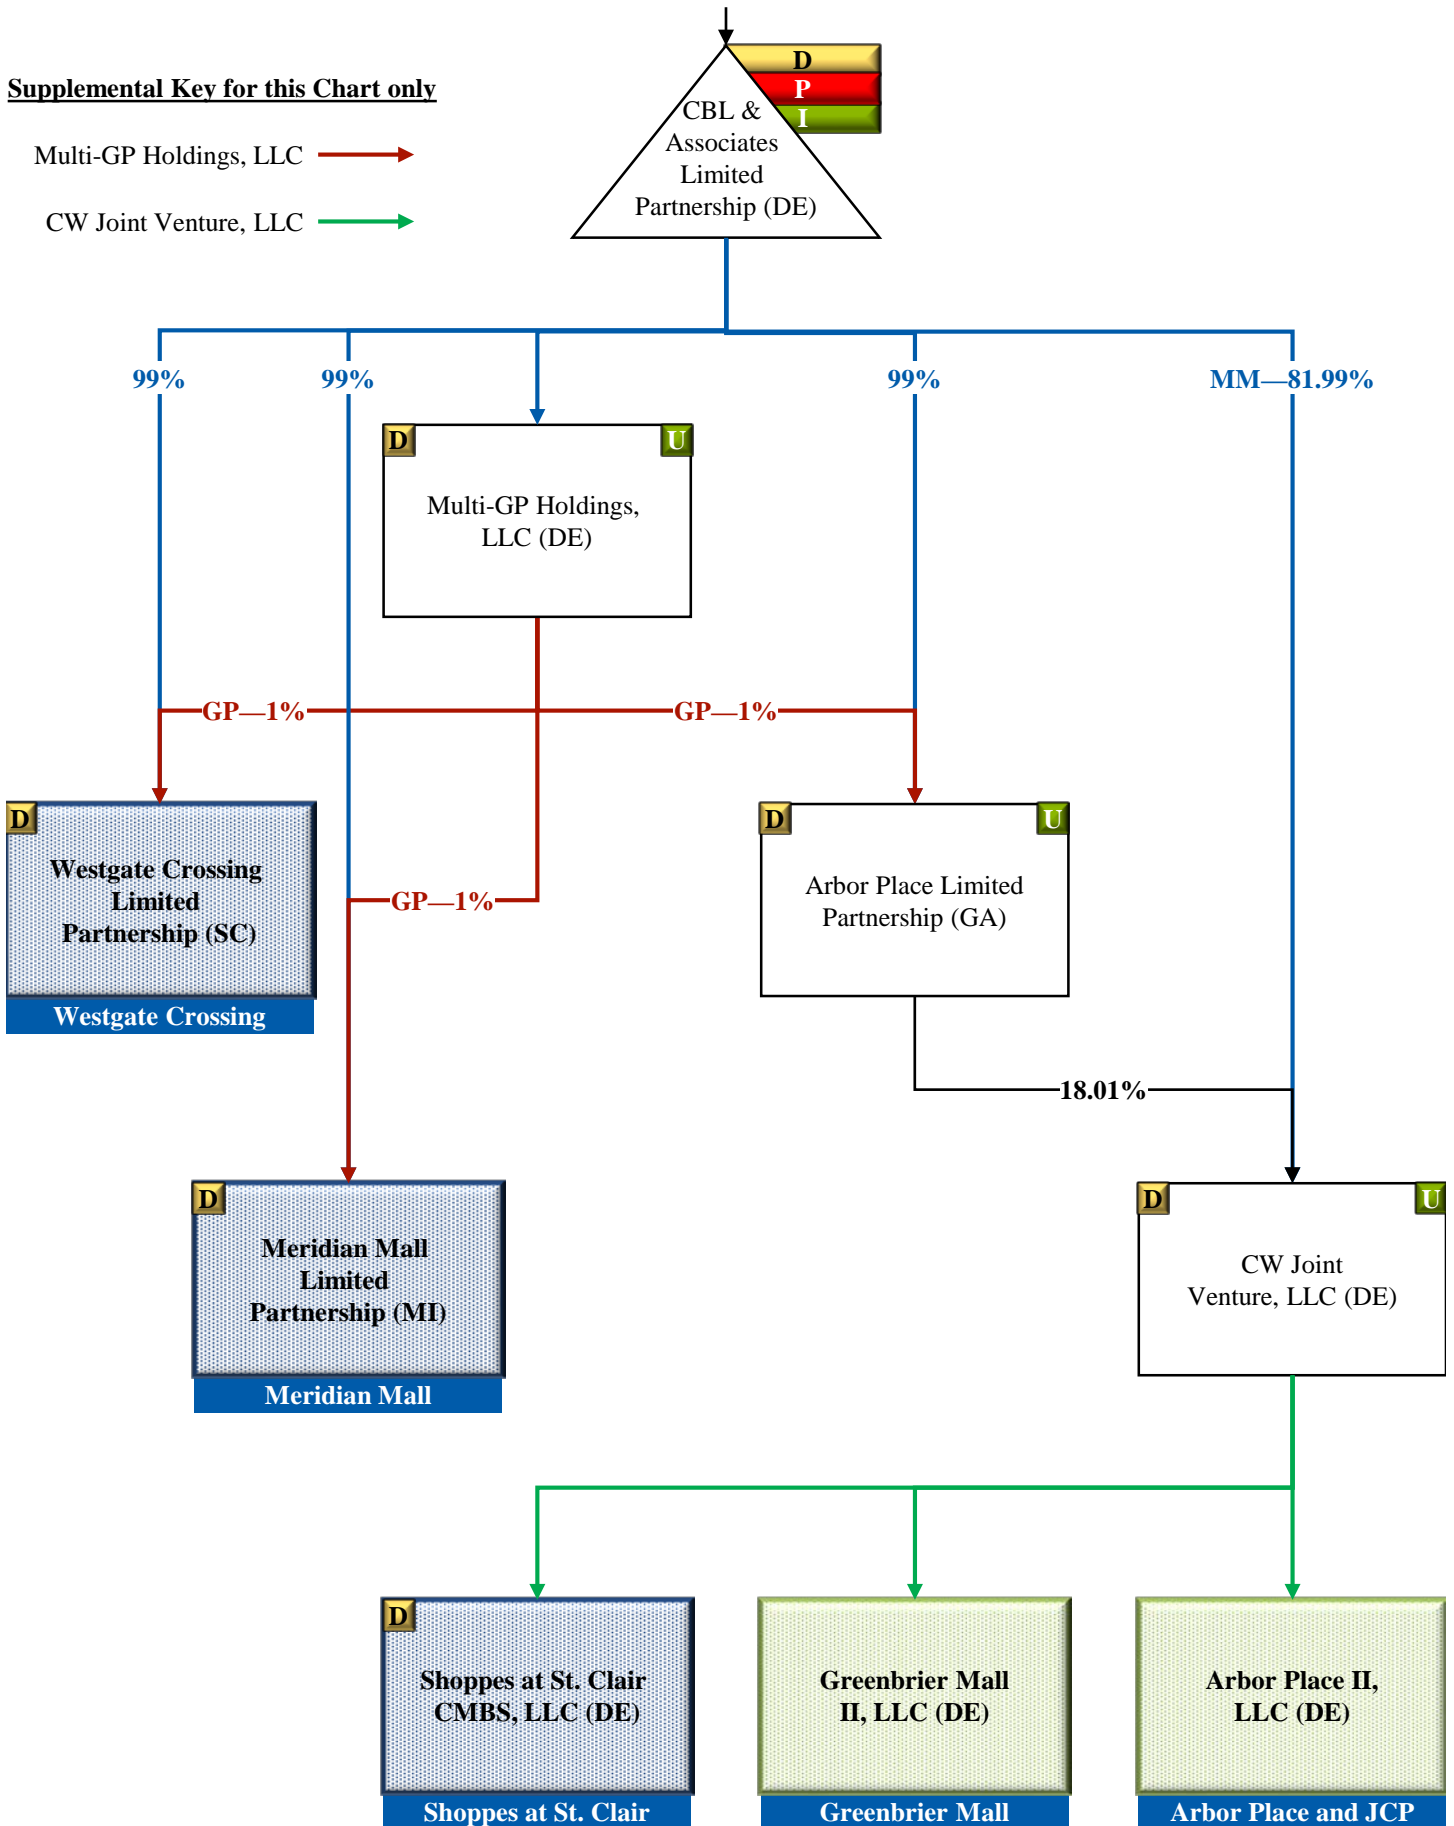 Supplemental Key for this Chart only
Multi-GP Holdings, LLC
CW Joint Venture, LLC
D
P
I
CBL &
Associates
Limited
Partnership (DE)
99%
99%
99%
MM—81.99%
D
U
Multi-GP Holdings,
LLC (DE)
GP—1%
GP—1%
D
Westgate Crossing
Limited
Partnership (SC)
Westgate Crossing
GP—1%
D
U
Arbor Place Limited
Partnership (GA)
18.01%
D
Meridian Mall
Limited
Partnership (MI)
Meridian Mall
D
U
CW Joint
Venture, LLC (DE)
D
Shoppes at St. Clair
CMBS, LLC (DE)
Shoppes at St. Clair
Greenbrier Mall
II, LLC (DE)
Greenbrier Mall
Arbor Place II,
LLC (DE)
Arbor Place and JCP